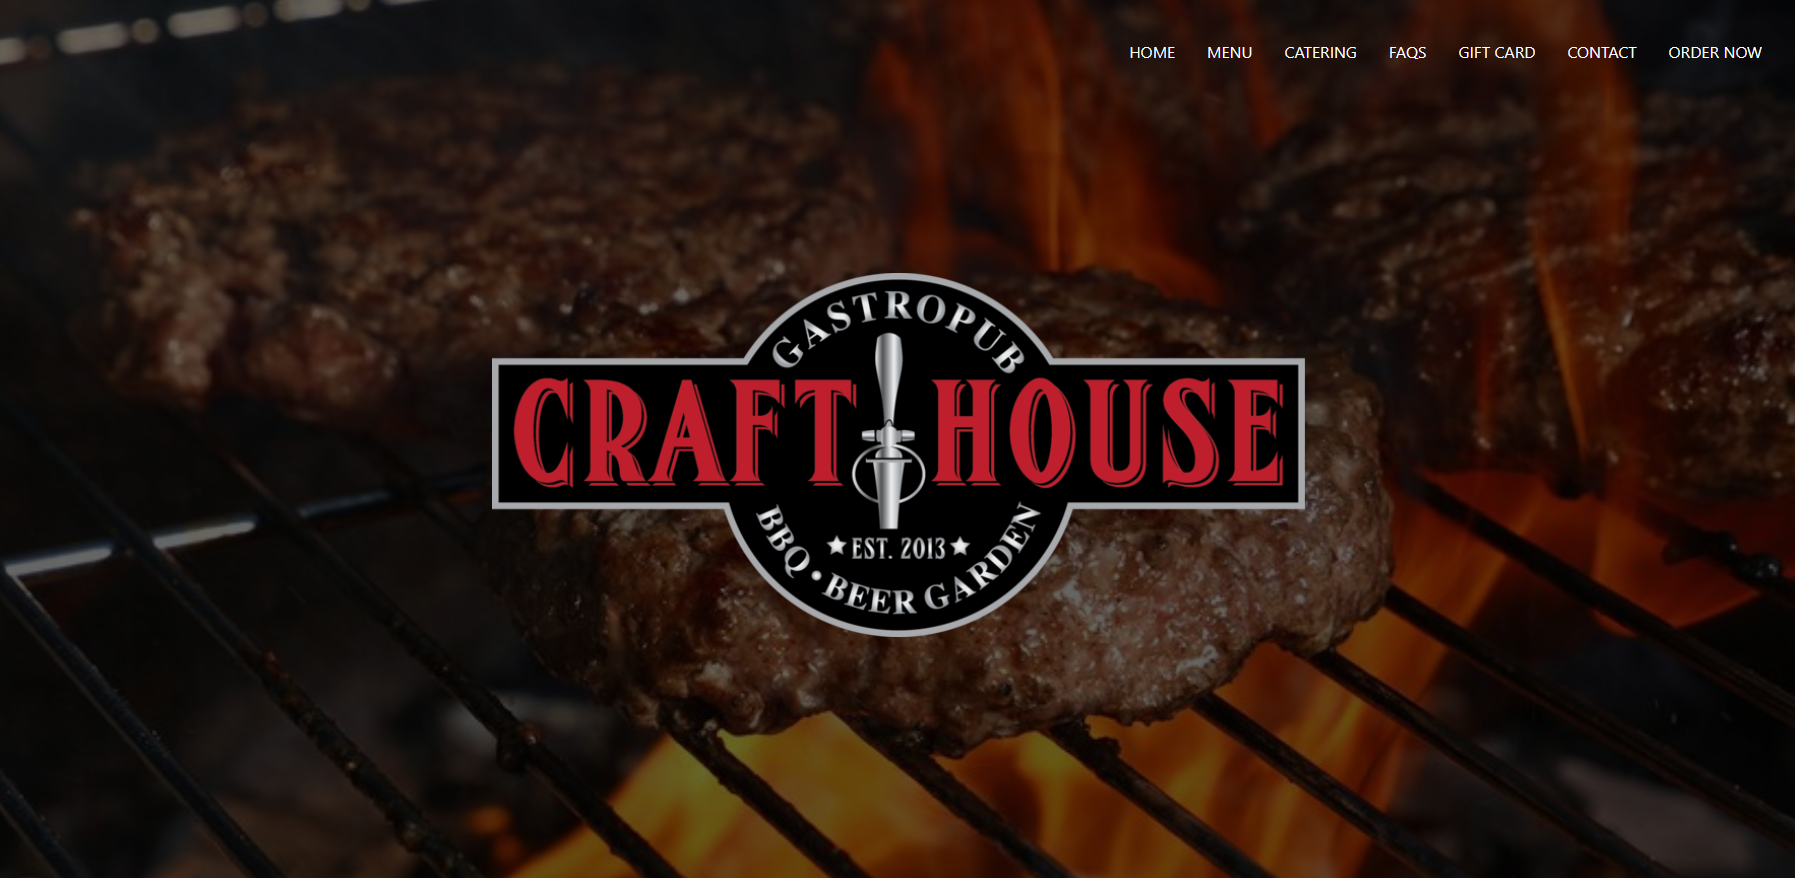 HOME MENU CATERING FAQS GIFT CARD CONTACT ORDER NOW
GASTROPUB
CRAFT HOUSE
★ EST. 2013 ★
BBQ • BEER GARDEN